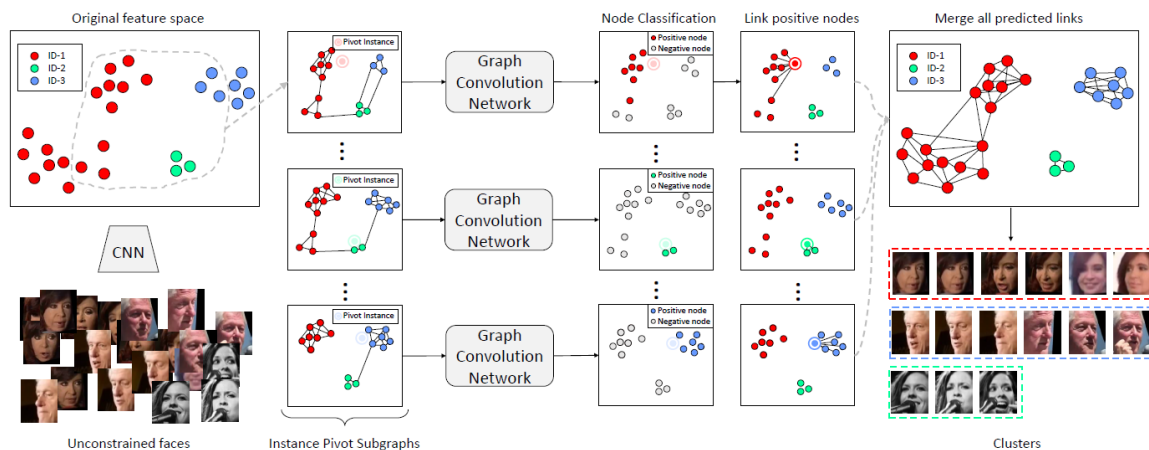 Original feature space
ID-1
ID-2
ID-3
CNN
Unconstrained faces
Pivot Instance
⋮
Pivot Instance
⋮
Pivot Instance
Instance Pivot Subgraphs
Graph
Convolution
Network
Graph
Convolution
Network
Graph
Convolution
Network
Node Classification
Positive node
Negative node
⋮
Positive node
Negative node
⋮
Positive node
Negative node
Link positive nodes
⋮
⋮
Merge all predicted links
ID-1
ID-2
ID-3
Clusters